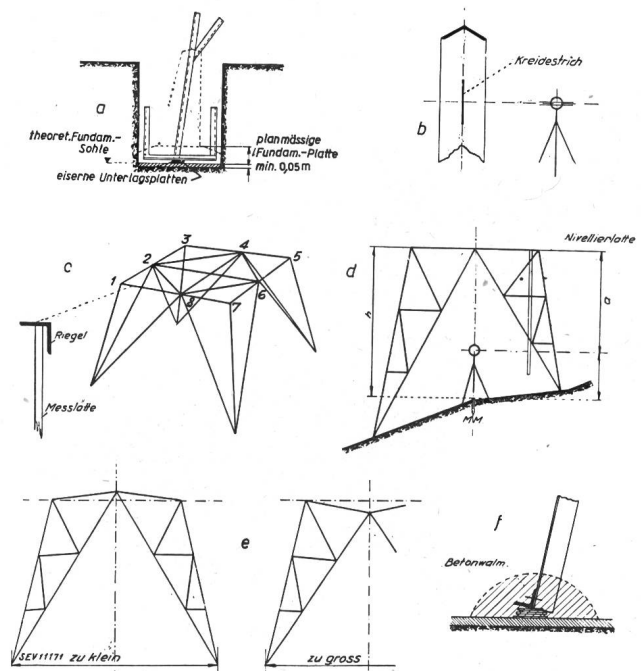 a
theoret. Fundam.-
Sohle
planmässige
Fundam.-Platte
min. 0,05 m
eiserne Unterlagsplatten
b
Kreidestrich
c
1
2
3
4
5
6
7
8
Riegel
Messlatte
d
Nivellierlatte
h
a
M.M
e
SEV11171 zu klein
zu gross
f
Betonwalm.